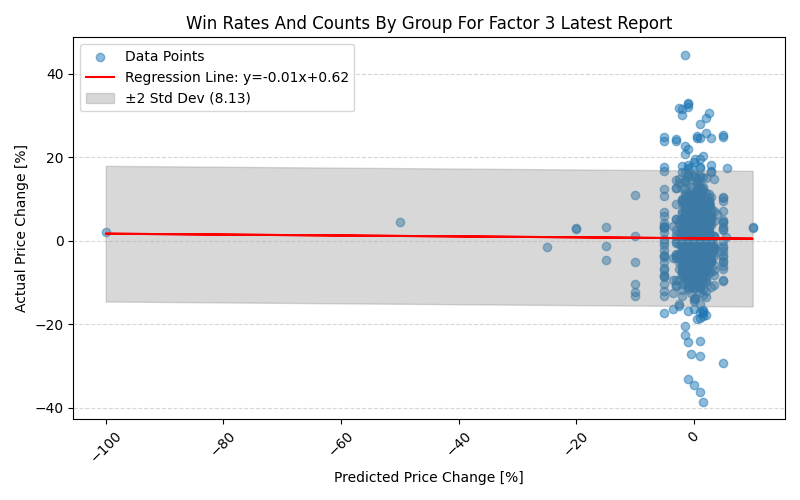 Win Rates And Counts By Group For Factor 3 Latest Report
Data Points
Regression Line: y=-0.01x+0.62
±2 Std Dev (8.13)
Actual Price Change [%]
40
20
0
−20
−40
−100
−80
−60
−40
−20
0
Predicted Price Change [%]